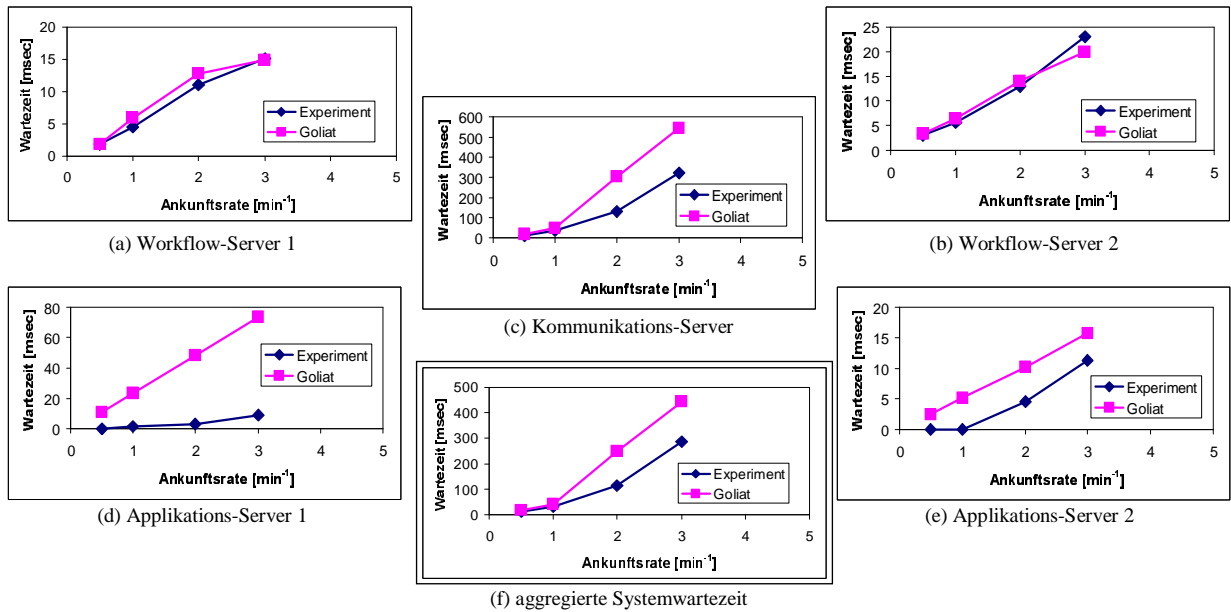 20
15
10
5
0
Wartezeit [msec]
0 1 2 3 4 5
Ankunftsrate [min⁻¹]
Experiment
Goliat
(a) Workflow-Server 1
600
500
400
300
200
100
0
Wartezeit [msec]
0 1 2 3 4 5
Ankunftsrate [min⁻¹]
Experiment
Goliat
(c) Kommunikations-Server
25
20
15
10
5
0
Wartezeit [msec]
0 1 2 3 4 5
Ankunftsrate [min⁻¹]
Experiment
Goliat
(b) Workflow-Server 2
80
60
40
20
0
Wartezeit [msec]
0 1 2 3 4 5
Ankunftsrate [min⁻¹]
Experiment
Goliat
(d) Applikations-Server 1
500
400
300
200
100
0
Wartezeit [msec]
0 1 2 3 4 5
Ankunftsrate [min⁻¹]
Experiment
Goliat
(f) aggregierte Systemwartezeit
20
15
10
5
0
Wartezeit [msec]
0 1 2 3 4 5
Ankunftsrate [min⁻¹]
Experiment
Goliat
(e) Applikations-Server 2